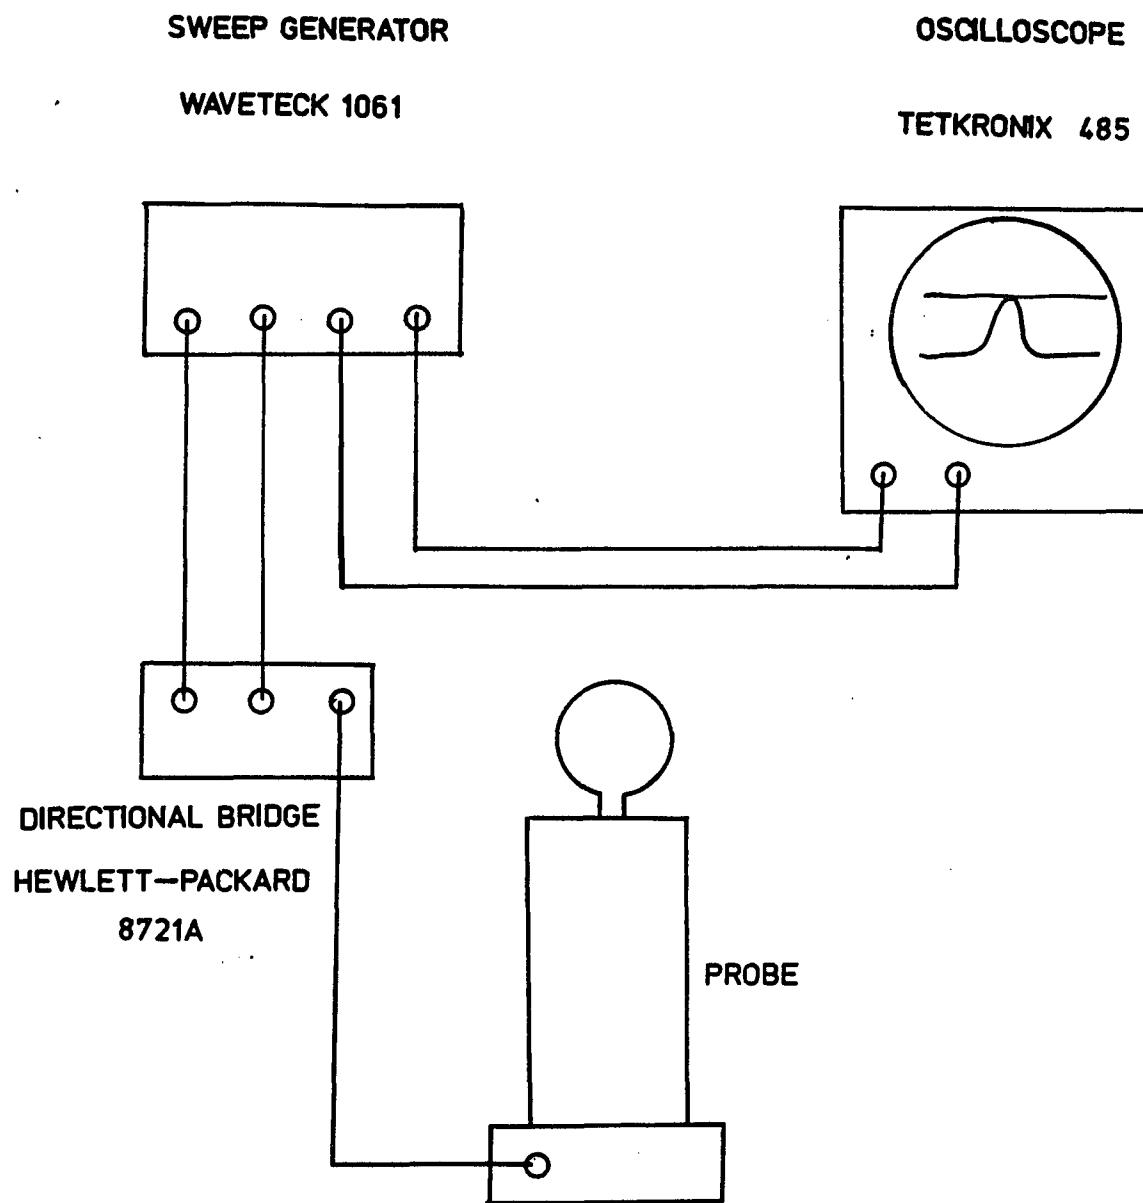 SWEEP GENERATOR
WAVETECK 1061
OSCILLOSCOPE
TETKRONIX 485
DIRECTIONAL BRIDGE
HEWLETT-PACKARD
8721A
PROBE